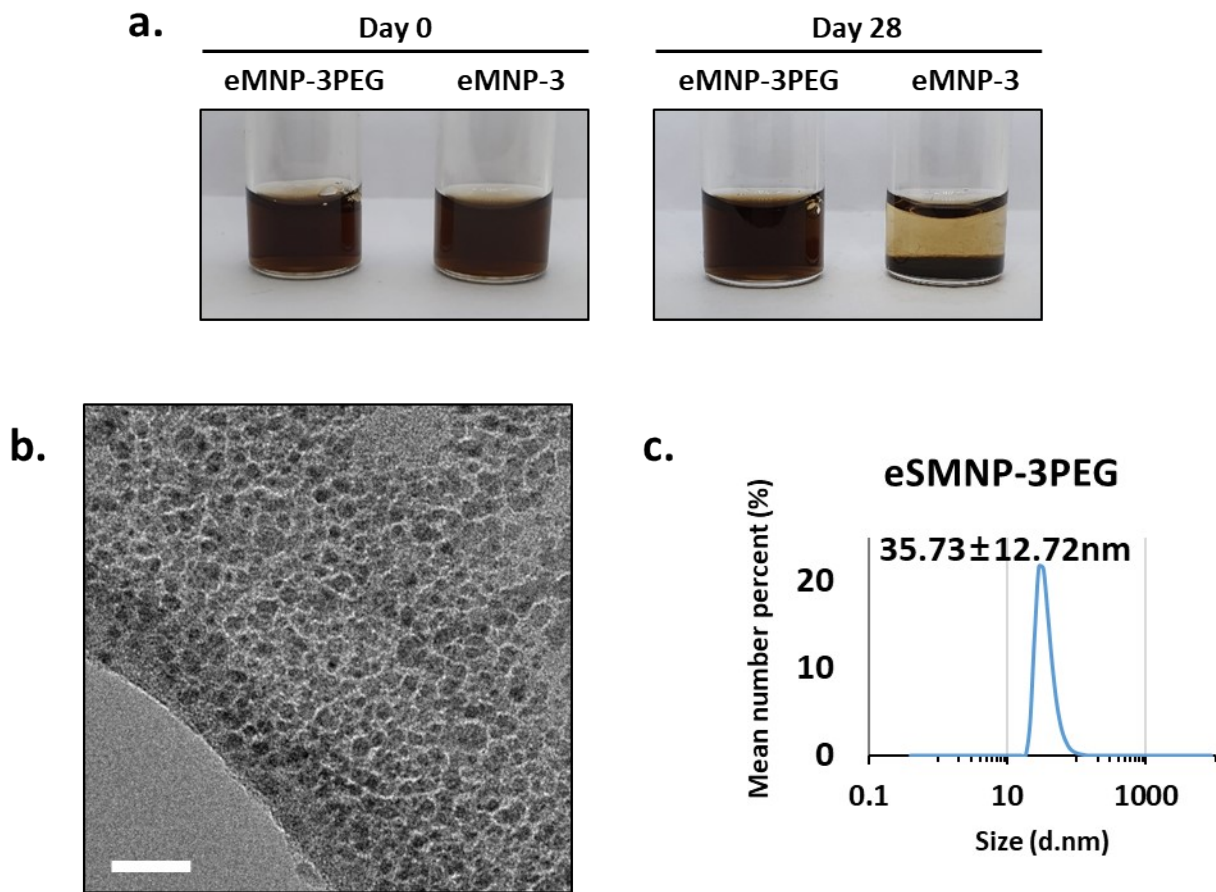 a.
Day 0
Day 28
eMNP-3PEG
eMNP-3
eMNP-3PEG
eMNP-3
b.
c.
eSMNP-3PEG
35.73±12.72nm
Mean number percent (%)
20
10
0
0.1
10
1000
Size (d.nm)